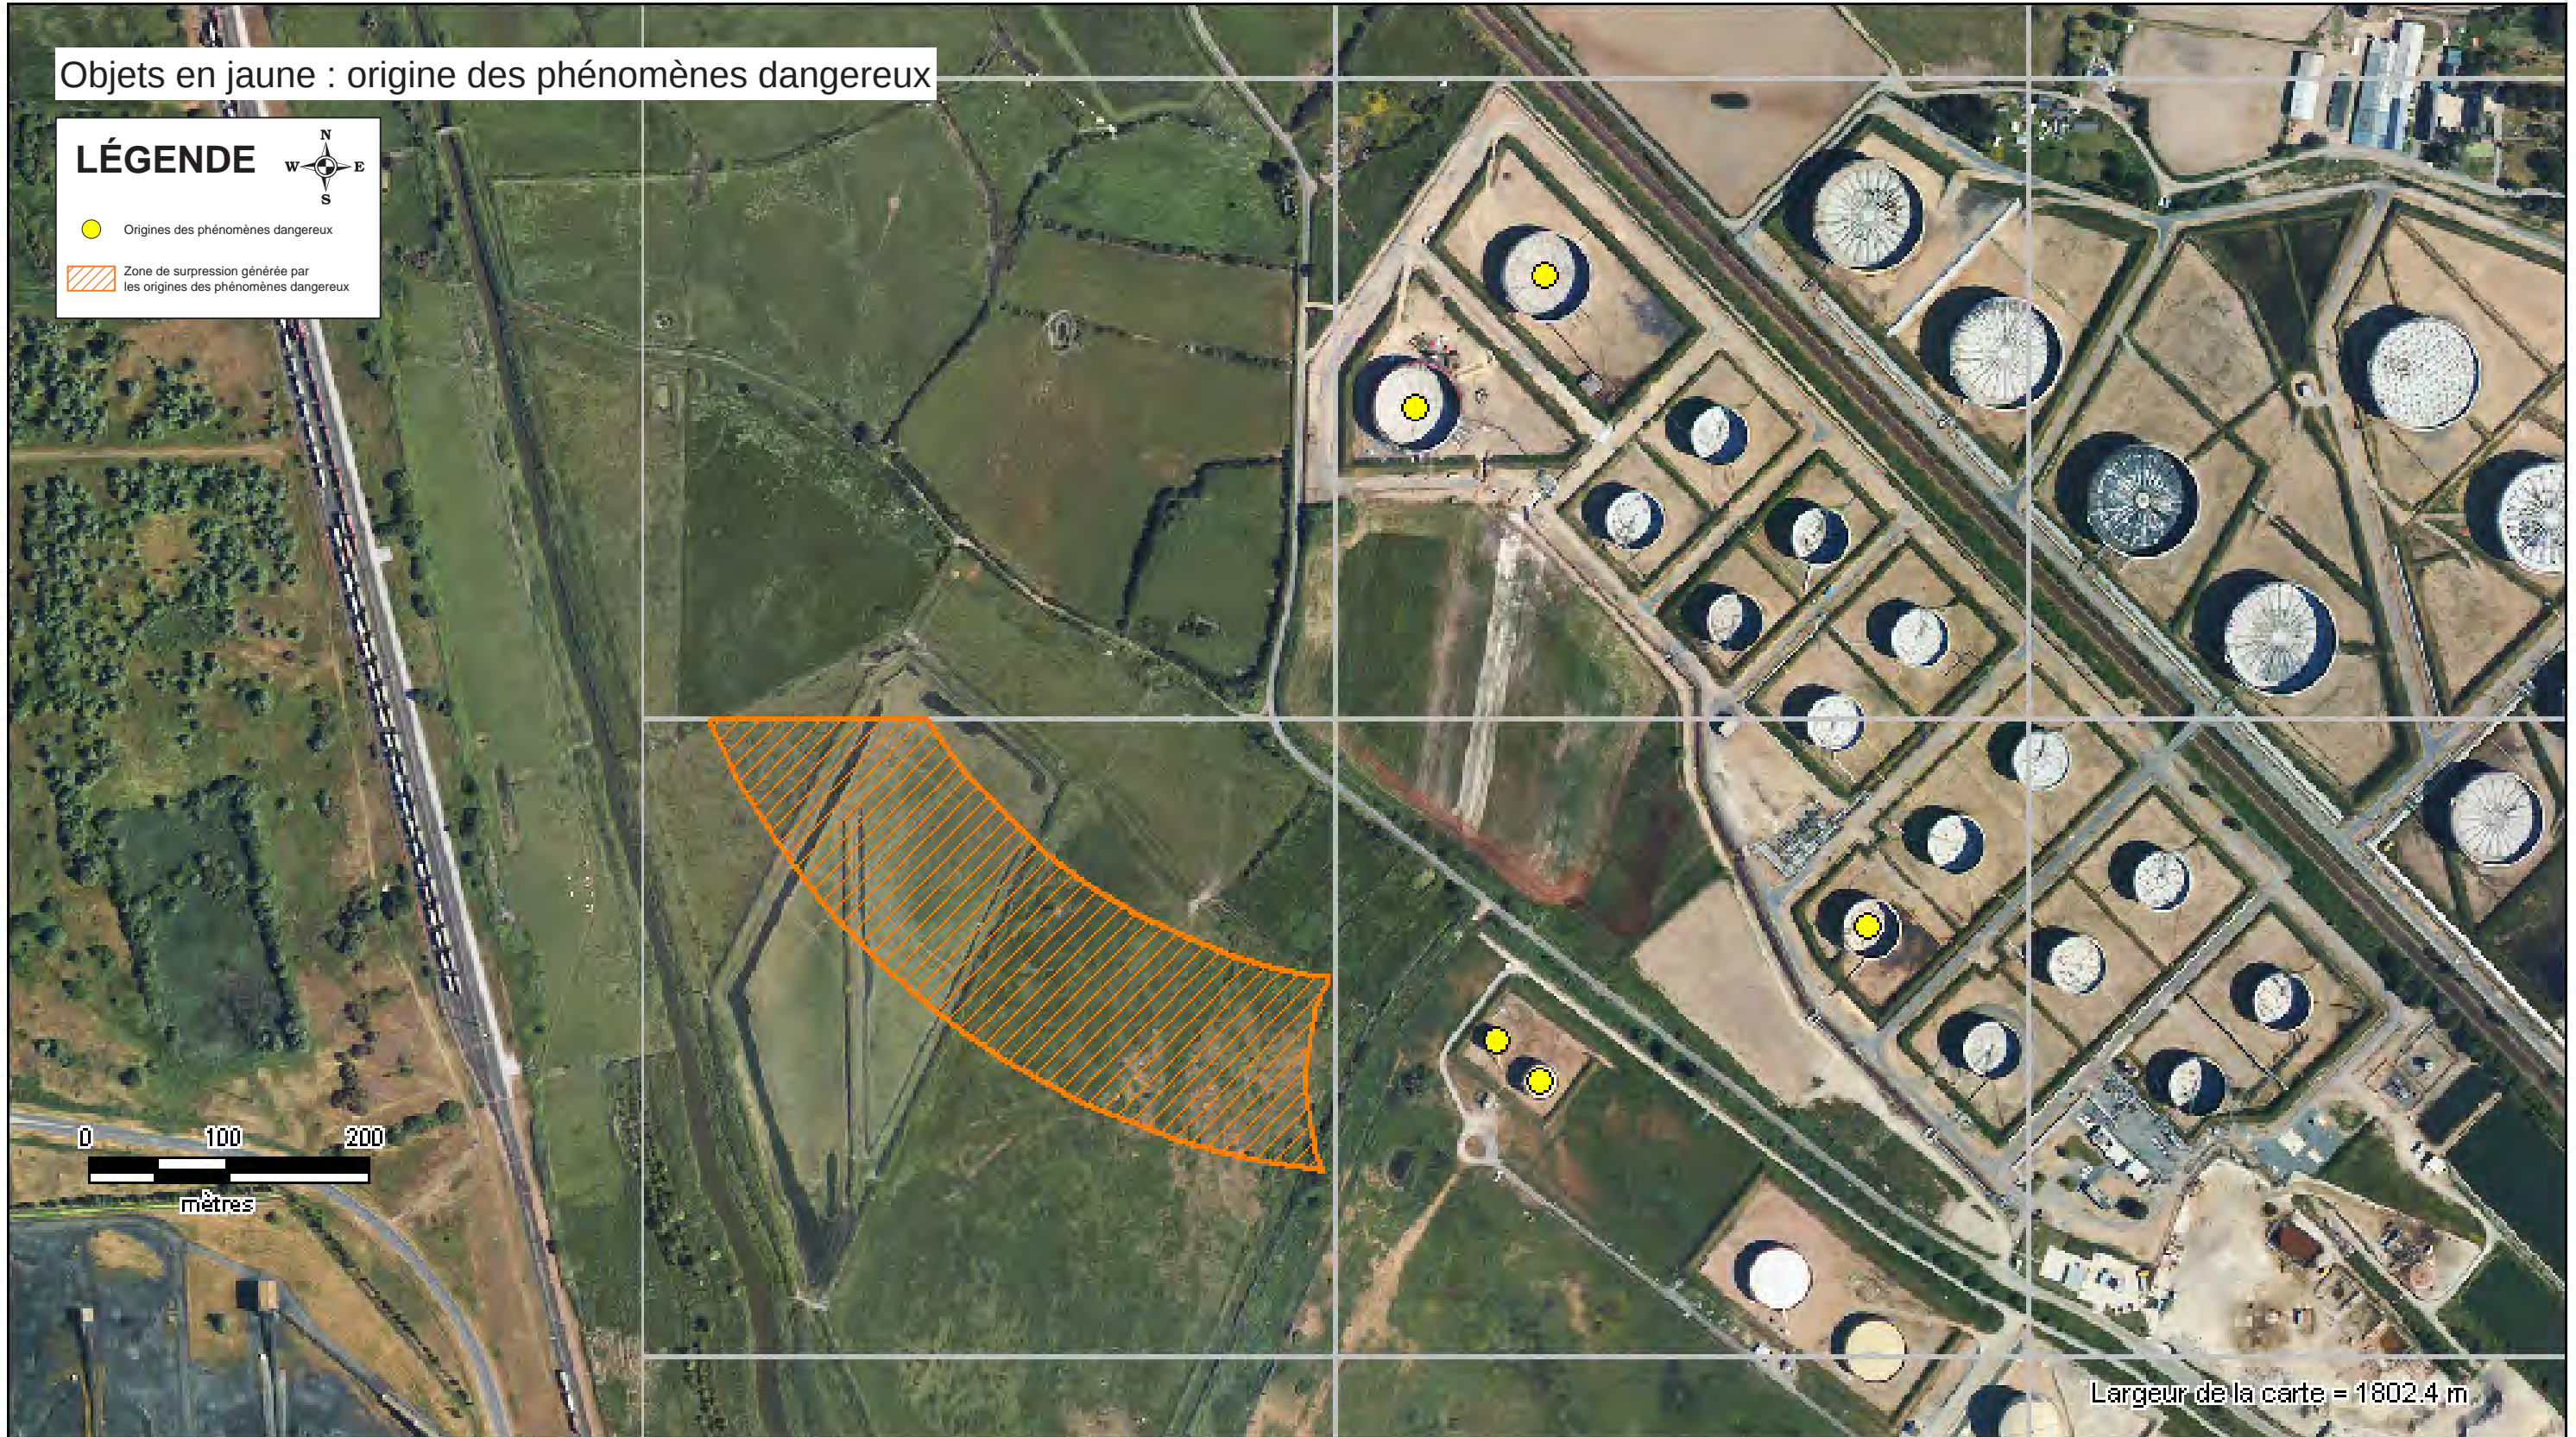 Objets en jaune : origine des phénomènes dangereux
LÉGENDE
N
W E
S
Origines des phénomènes dangereux
Zone de surpression générée par
les origines des phénomènes dangereux
0 100 200
mètres
Largeur de la carte = 1802.4 m